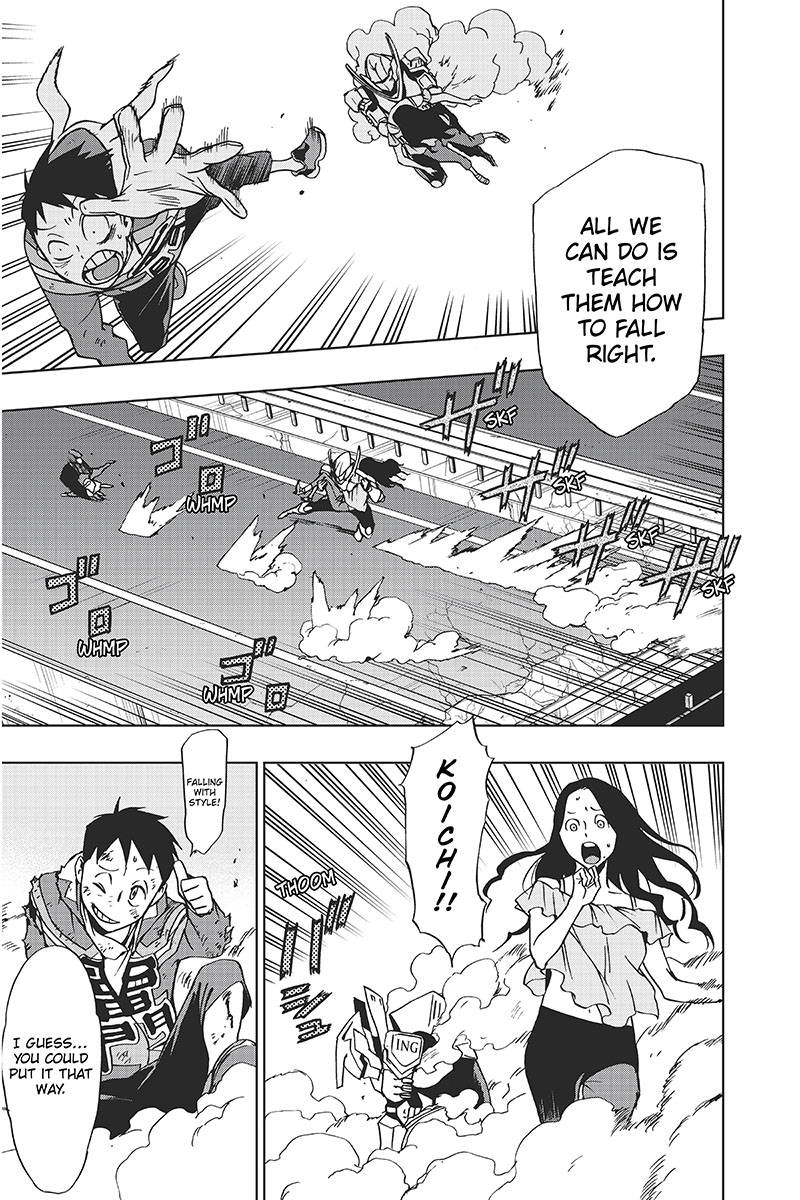 ALL WE
CAN DO IS
TEACH
THEM HOW
TO FALL
RIGHT.
ザザッ
SKF
ザザッ
SKF
ザザッ
SKF
ザザッ
SKF
ゴロ
WHMP
ゴロ
WHMP
ゴロ
WHMP
KOICHI!!
THOOM
ING
FALLING
WITH
STYLE!
I GUESS...
YOU COULD
PUT IT THAT
WAY.